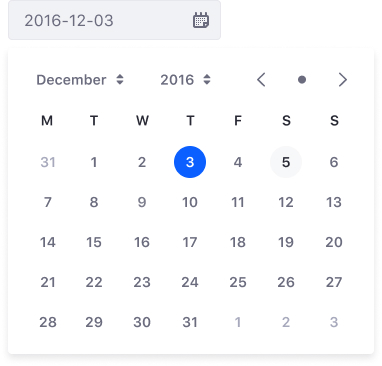 2016-12-03
December 2016
M T W T F S S
31 1 2 3 4 5 6
7 8 9 10 11 12 13
14 15 16 17 18 19 20
21 22 23 24 25 26 27
28 29 30 31 1 2 3